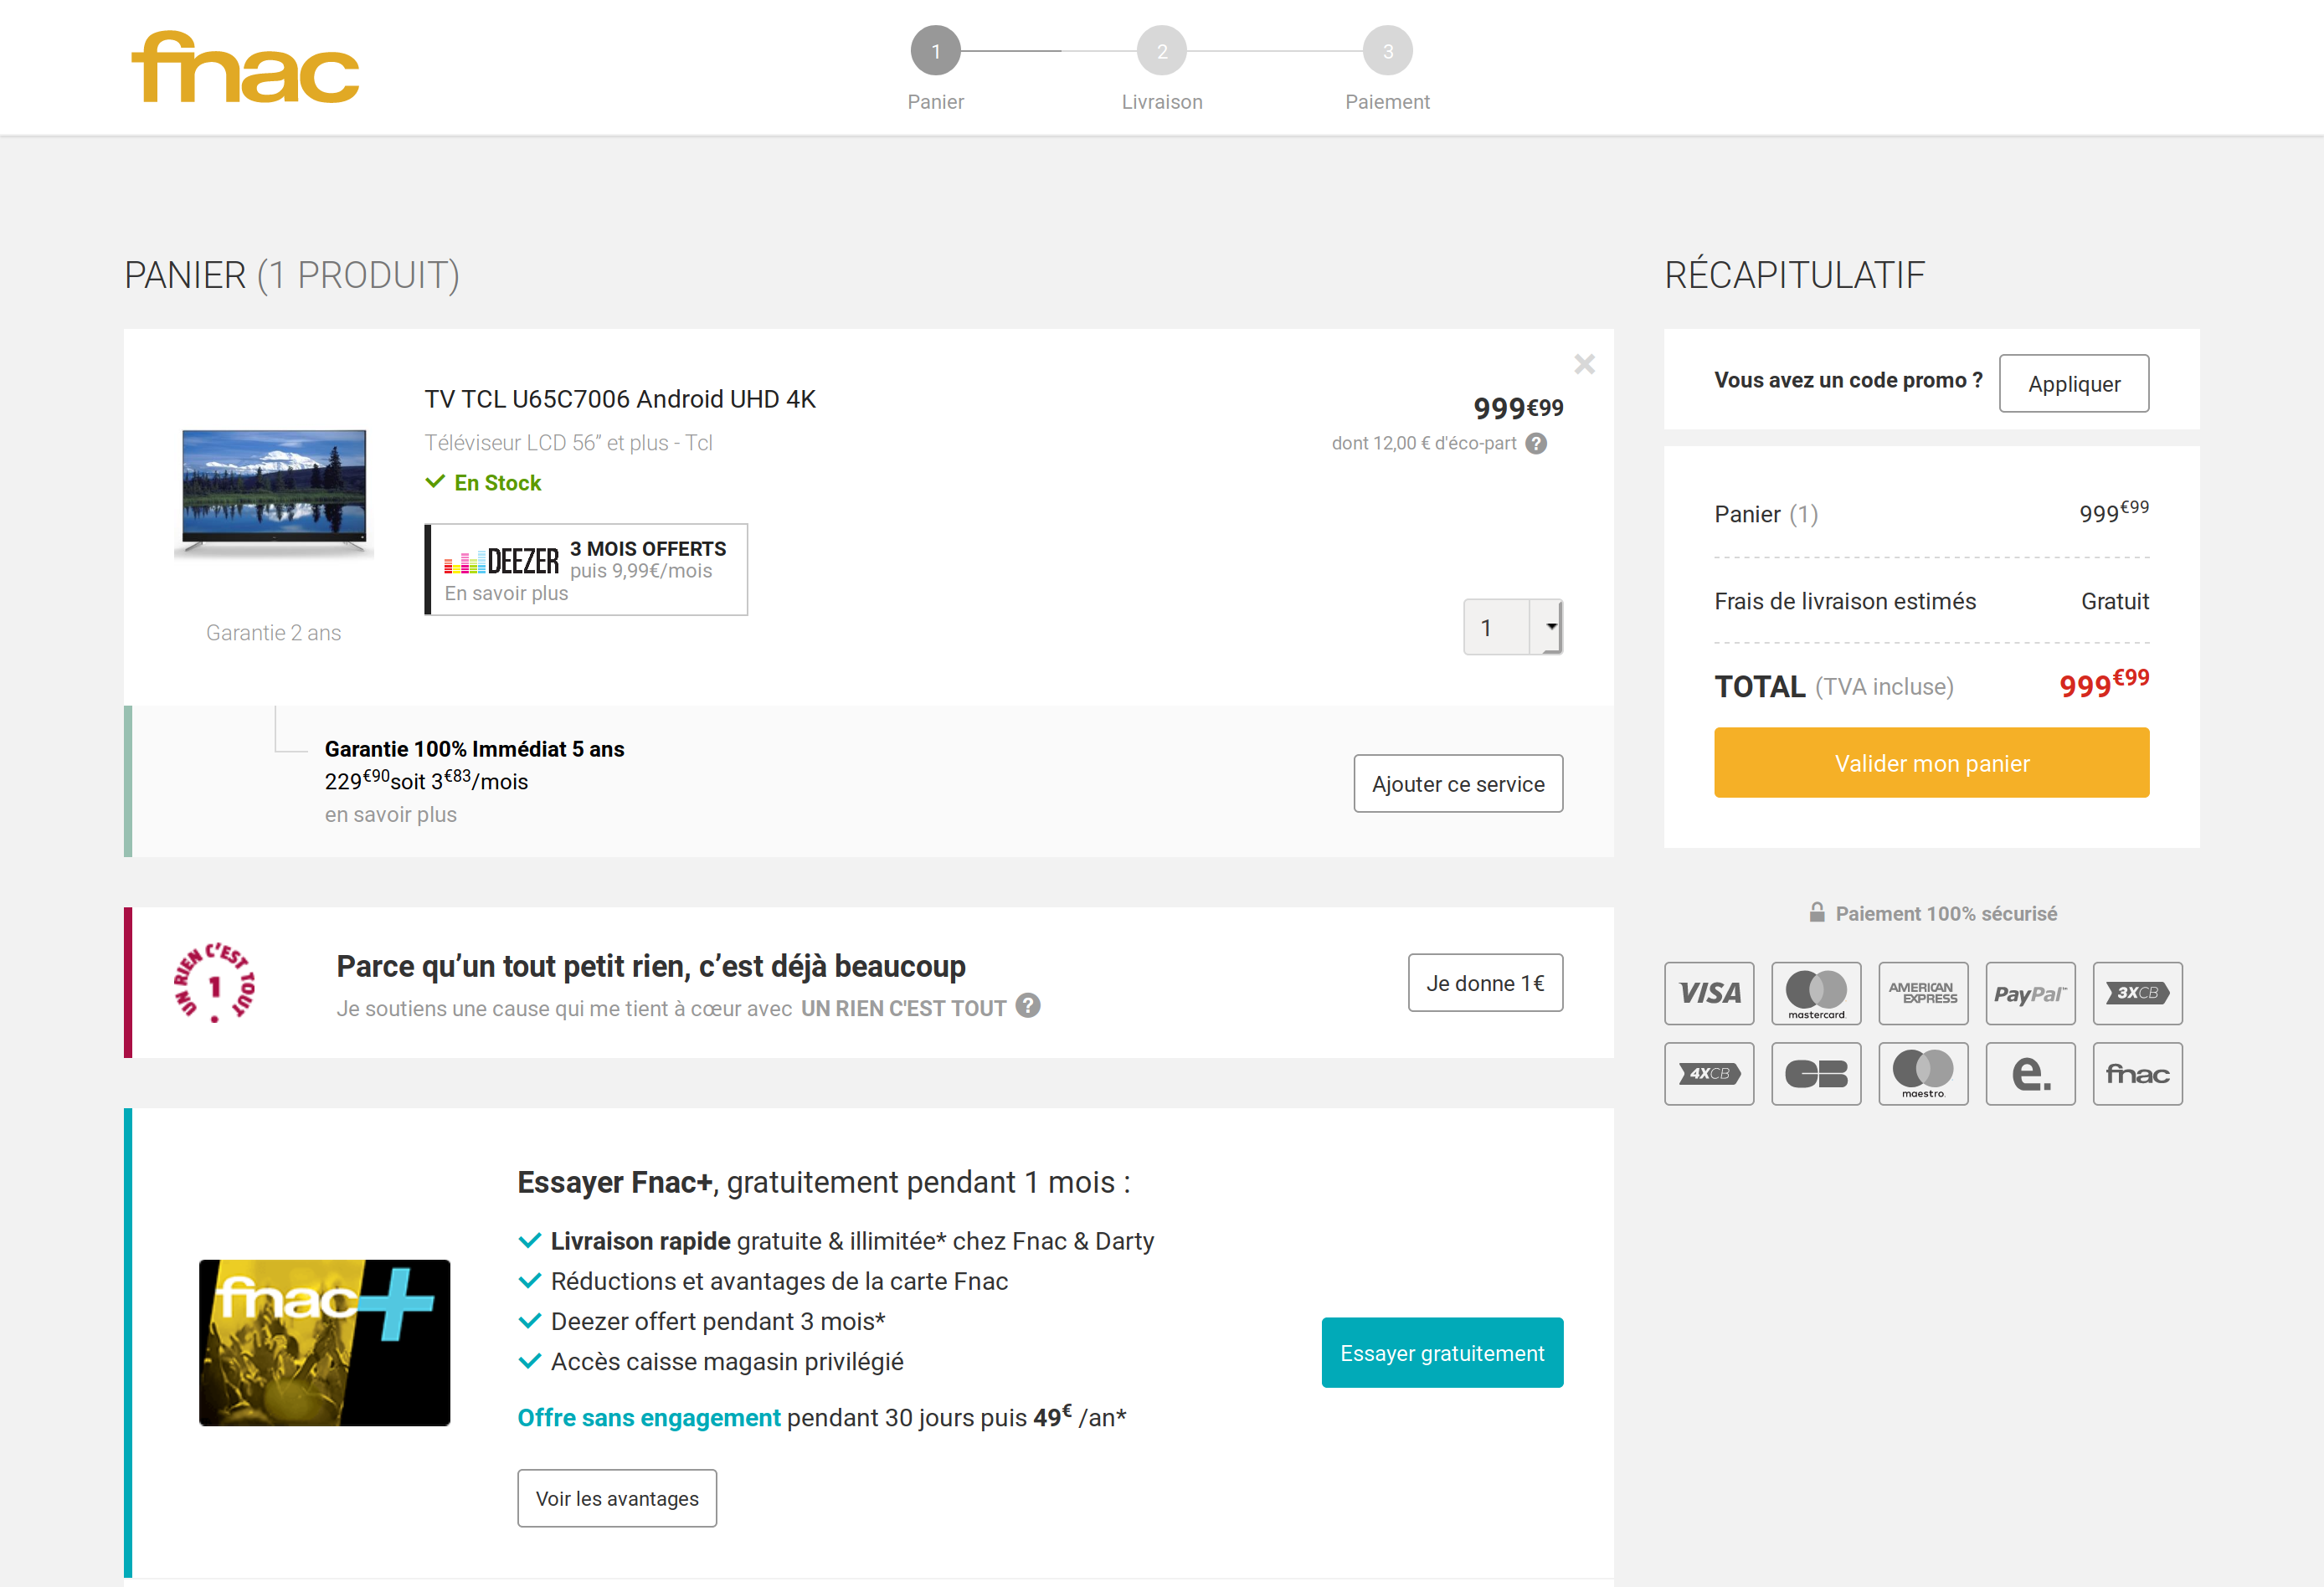 fnac
1
2
3
Panier
Livraison
Paiement
PANIER (1 PRODUIT)
TV TCL U65C7006 Android UHD 4K
999€99
Téléviseur LCD 56” et plus - Tcl
dont 12,00 € d'éco-part ?
En Stock
DEEZER
3 MOIS OFFERTS
puis 9,99€/mois
En savoir plus
Garantie 2 ans
1
Garantie 100% Immédiat 5 ans
229€90soit 3€83/mois
en savoir plus
Ajouter ce service
UN RIEN C'EST TOUT
1
Parce qu’un tout petit rien, c’est déjà beaucoup
Je soutiens une cause qui me tient à cœur avec UN RIEN C'EST TOUT ?
Je donne 1€
fnac+
Essayer Fnac+, gratuitement pendant 1 mois :
Livraison rapide gratuite & illimitée* chez Fnac & Darty
Réductions et avantages de la carte Fnac
Deezer offert pendant 3 mois*
Accès caisse magasin privilégié
Offre sans engagement pendant 30 jours puis 49€ /an*
Essayer gratuitement
Voir les avantages
RÉCAPITULATIF
Vous avez un code promo ?
Appliquer
Panier (1)
999€99
Frais de livraison estimés
Gratuit
TOTAL (TVA incluse)
999€99
Valider mon panier
Paiement 100% sécurisé
VISA
mastercard.
AMERICAN
EXPRESS
PayPal™
3XCB
4XCB
CB
maestro.
e.
fnac